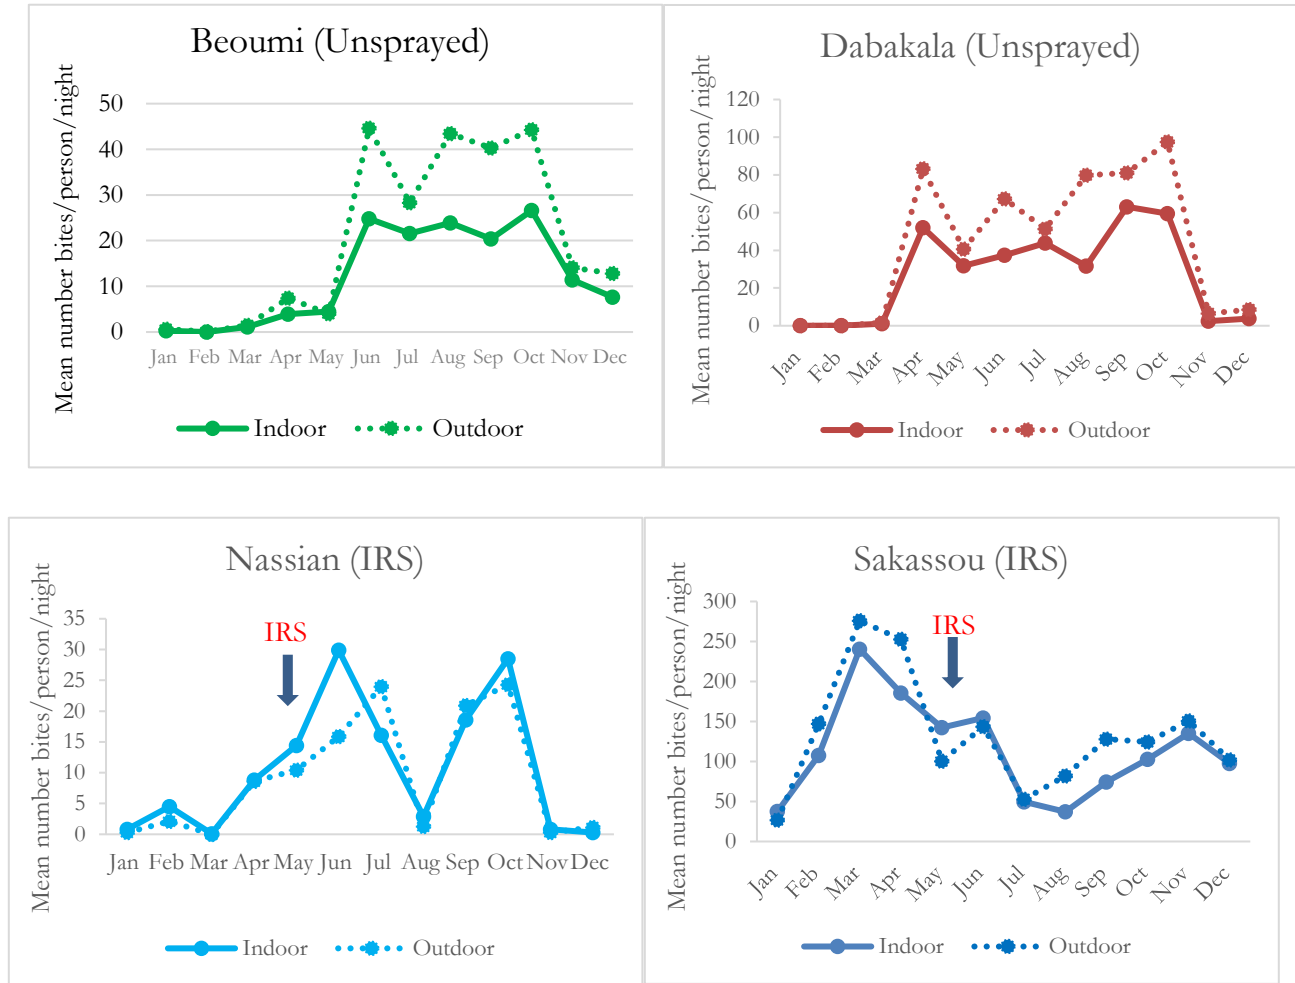 Beoumi (Unsprayed)
Mean number bites/person/night
50
40
30
20
10
0
Jan Feb Mar Apr May Jun Jul Aug Sep Oct Nov Dec
Indoor Outdoor
Dabakala (Unsprayed)
Mean number bites/person/night
120
100
80
60
40
20
0
Jan Feb Mar Apr May Jun Jul Aug Sep Oct Nov Dec
Indoor Outdoor
Nassian (IRS)
Mean number bites/person/night
35
30
25
20
15
10
5
0
IRS
Jan Feb Mar Apr May Jun Jul Aug Sep Oct Nov Dec
Indoor Outdoor
Sakassou (IRS)
Mean number bites/person/night
300
250
200
150
100
50
0
IRS
Jan Feb Mar Apr May Jun Jul Aug Sep Oct Nov Dec
Indoor Outdoor